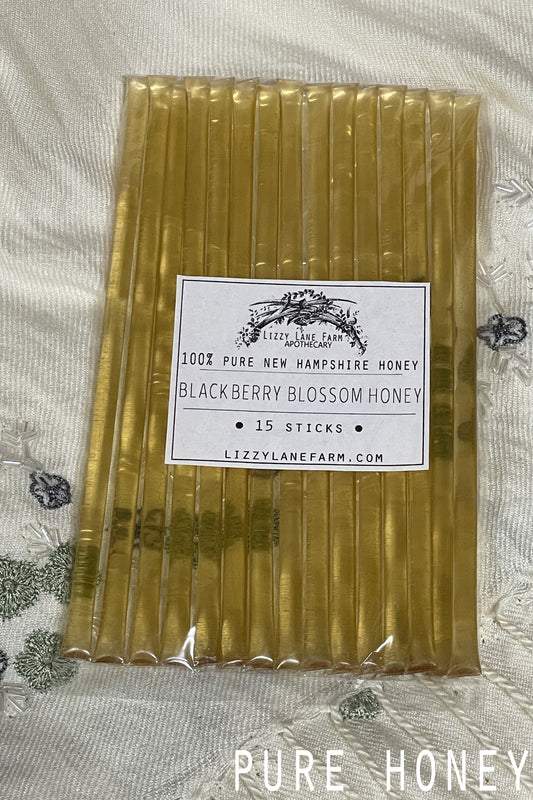 Lizzy Lane Farm
APOTHECARY
100% PURE NEW HAMPSHIRE HONEY
BLACKBERRY BLOSSOM HONEY
• 15 STICKS •
LIZZYLANEFARM.COM
PURE HONEY